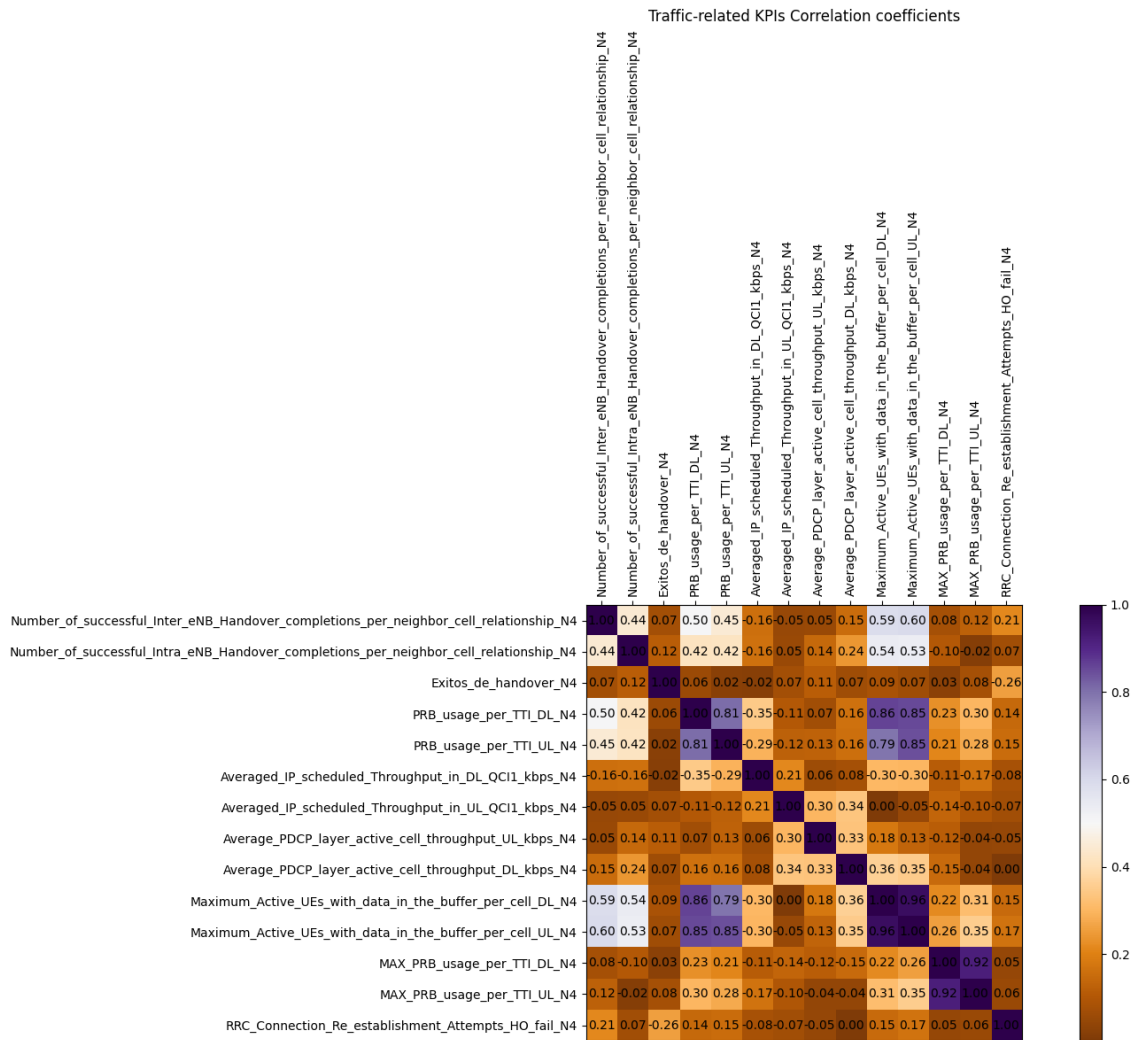 Traffic-related KPIs Correlation coefficients
Number_of_successful_Inter_eNB_Handover_completions_per_neighbor_cell_relationship_N4
Number_of_successful_Intra_eNB_Handover_completions_per_neighbor_cell_relationship_N4
Exitos_de_handover_N4
PRB_usage_per_TTI_DL_N4
PRB_usage_per_TTI_UL_N4
Averaged_IP_scheduled_Throughput_in_DL_QCI1_kbps_N4
Averaged_IP_scheduled_Throughput_in_UL_QCI1_kbps_N4
Average_PDCP_layer_active_cell_throughput_UL_kbps_N4
Average_PDCP_layer_active_cell_throughput_DL_kbps_N4
Maximum_Active_UEs_with_data_in_the_buffer_per_cell_DL_N4
Maximum_Active_UEs_with_data_in_the_buffer_per_cell_UL_N4
MAX_PRB_usage_per_TTI_DL_N4
MAX_PRB_usage_per_TTI_UL_N4
RRC_Connection_Re_establishment_Attempts_HO_fail_N4
Number_of_successful_Inter_eNB_Handover_completions_per_neighbor_cell_relationship_N4 1.00 0.44 0.07 0.50 0.45 -0.16 -0.05 0.05 0.15 0.59 0.60 0.08 0.12 0.21
Number_of_successful_Intra_eNB_Handover_completions_per_neighbor_cell_relationship_N4 0.44 1.00 0.12 0.42 0.42 -0.16 0.05 0.14 0.24 0.54 0.53 -0.10 -0.02 0.07
Exitos_de_handover_N4 0.07 0.12 1.00 0.06 0.02 -0.02 0.07 0.11 0.07 0.09 0.07 0.03 0.08 -0.26
PRB_usage_per_TTI_DL_N4 0.50 0.42 0.06 1.00 0.81 -0.35 -0.11 0.07 0.16 0.86 0.85 0.23 0.30 0.14
PRB_usage_per_TTI_UL_N4 0.45 0.42 0.02 0.81 1.00 -0.29 -0.12 0.13 0.16 0.79 0.85 0.21 0.28 0.15
Averaged_IP_scheduled_Throughput_in_DL_QCI1_kbps_N4 -0.16 -0.16 -0.02 -0.35 -0.29 1.00 0.21 0.06 0.08 -0.30 -0.30 -0.11 -0.17 -0.08
Averaged_IP_scheduled_Throughput_in_UL_QCI1_kbps_N4 -0.05 0.05 0.07 -0.11 -0.12 0.21 1.00 0.30 0.34 0.00 -0.05 -0.14 -0.10 -0.07
Average_PDCP_layer_active_cell_throughput_UL_kbps_N4 0.05 0.14 0.11 0.07 0.13 0.06 0.30 1.00 0.33 0.18 0.13 -0.12 -0.04 -0.05
Average_PDCP_layer_active_cell_throughput_DL_kbps_N4 0.15 0.24 0.07 0.16 0.16 0.08 0.34 0.33 1.00 0.36 0.35 -0.15 -0.04 0.00
Maximum_Active_UEs_with_data_in_the_buffer_per_cell_DL_N4 0.59 0.54 0.09 0.86 0.79 -0.30 0.00 0.18 0.36 1.00 0.96 0.22 0.31 0.15
Maximum_Active_UEs_with_data_in_the_buffer_per_cell_UL_N4 0.60 0.53 0.07 0.85 0.85 -0.30 -0.05 0.13 0.35 0.96 1.00 0.26 0.35 0.17
MAX_PRB_usage_per_TTI_DL_N4 0.08 -0.10 0.03 0.23 0.21 -0.11 -0.14 -0.12 -0.15 0.22 0.26 1.00 0.92 0.05
MAX_PRB_usage_per_TTI_UL_N4 0.12 -0.02 0.08 0.30 0.28 -0.17 -0.10 -0.04 -0.04 0.31 0.35 0.92 1.00 0.06
RRC_Connection_Re_establishment_Attempts_HO_fail_N4 0.21 0.07 -0.26 0.14 0.15 -0.08 -0.07 -0.05 0.00 0.15 0.17 0.05 0.06 1.00
1.0
0.8
0.6
0.4
0.2